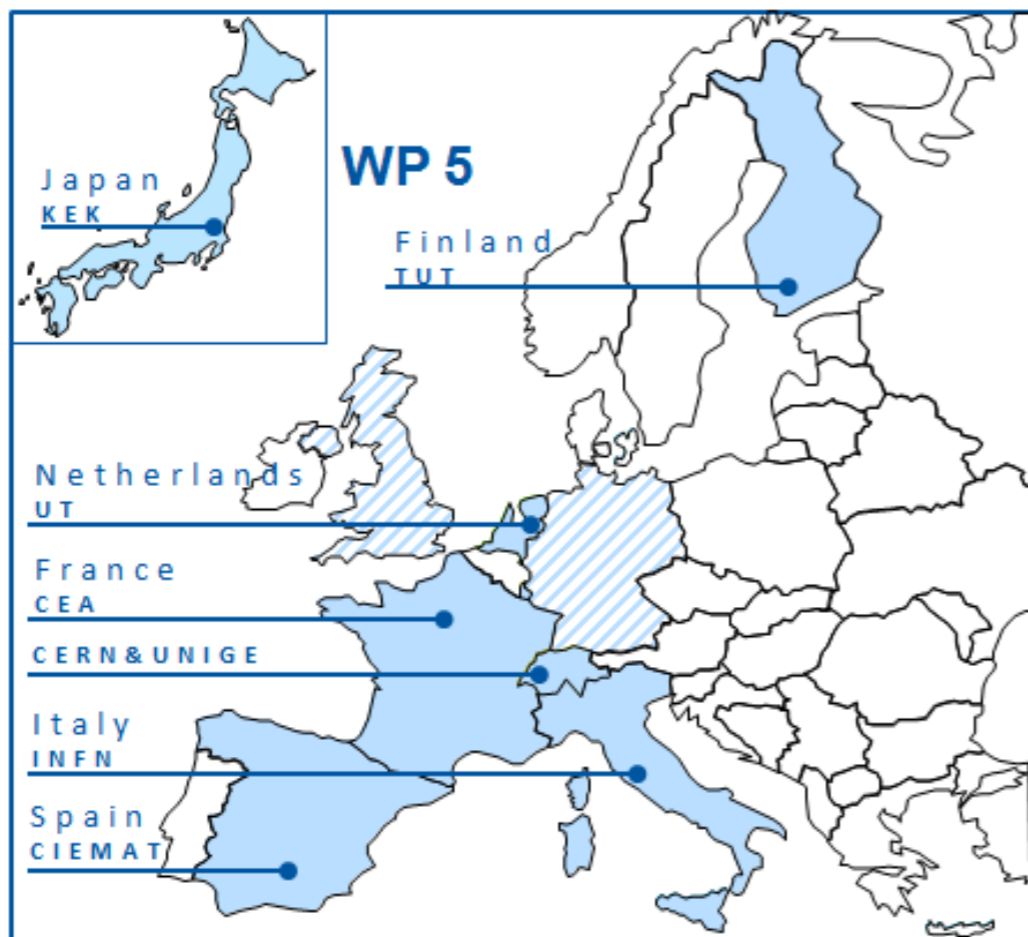 Japan
KEK
WP 5
Finland
TUT
Netherlands
UT
France
CEA
CERN&UNIGE
Italy
INFN
Spain
CIEMAT